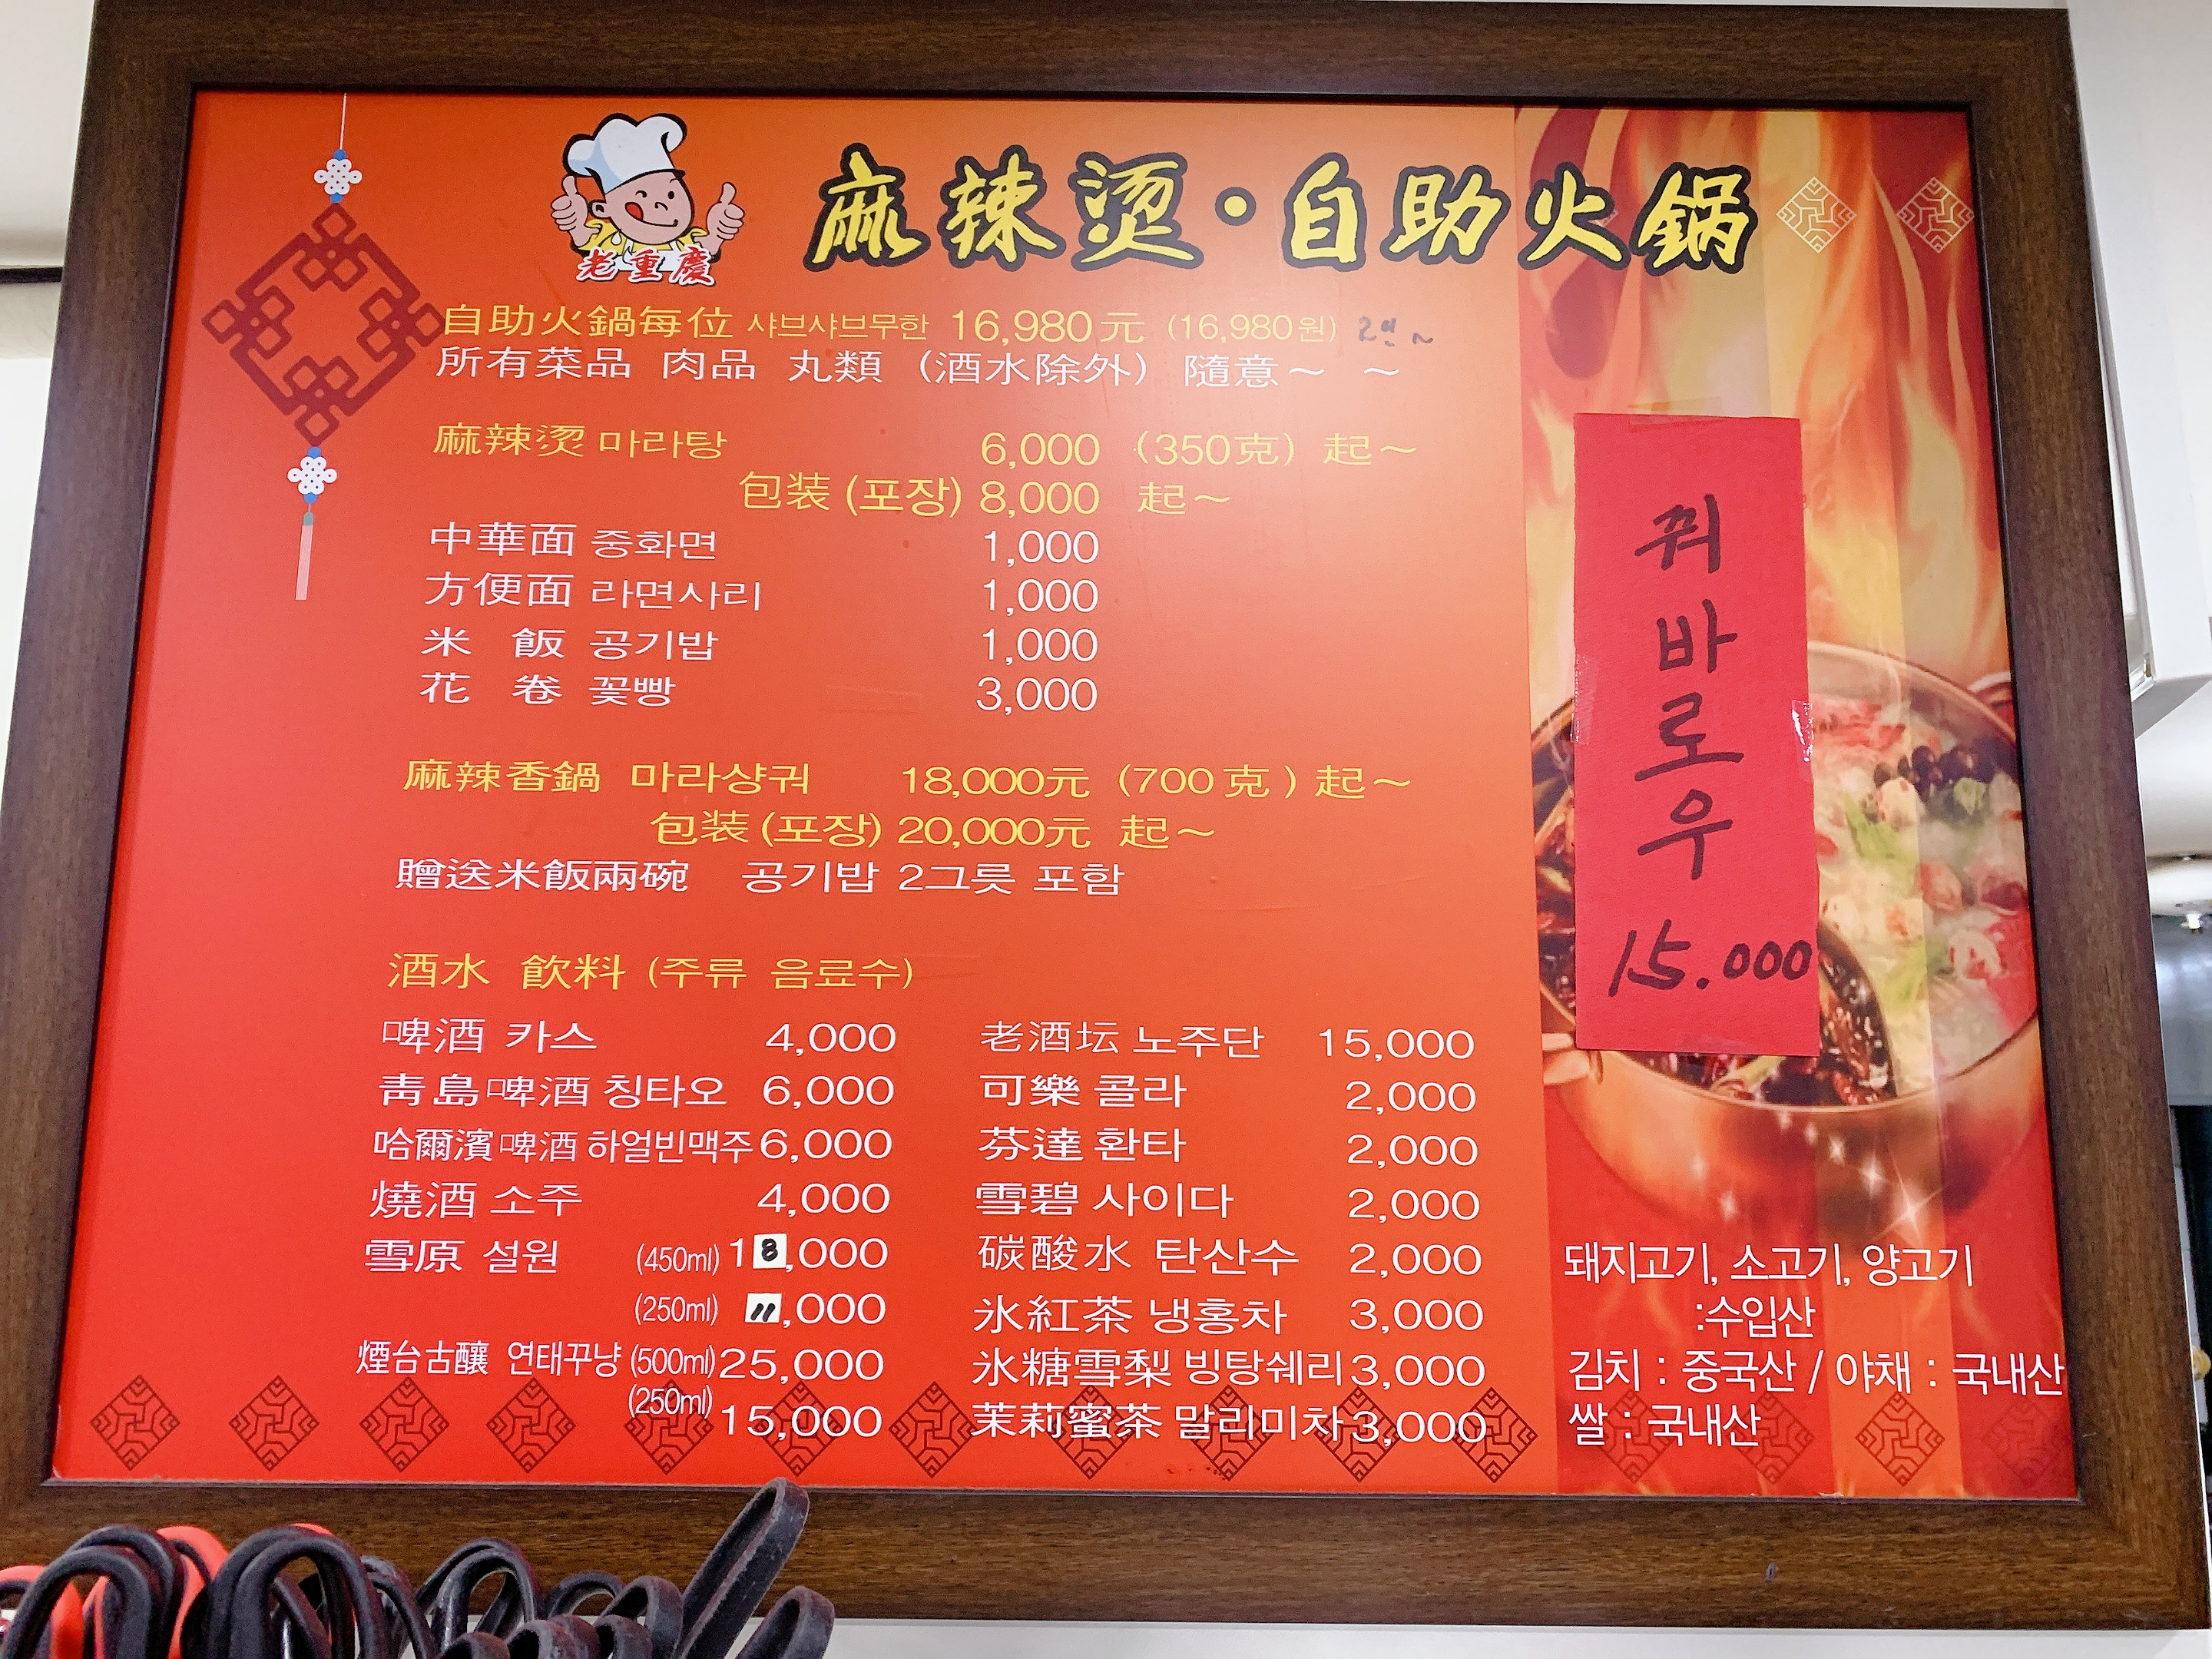 老重慶
麻辣烫·自助火鍋
自助火鍋每位 샤브샤브무한 16,980元 (16,980원) 2인~
所有菜品 肉品 丸類 (酒水除外) 隨意~ ~
麻辣烫 마라탕 6,000 (350克) 起~
包装 (포장) 8,000 起~
中華面 중화면 1,000
方便面 라면사리 1,000
米 飯 공기밥 1,000
花 卷 꽃빵 3,000
麻辣香鍋 마라샹궈 18,000元 (700克) 起~
包装 (포장) 20,000元 起~
贈送米飯兩碗 공기밥 2그릇 포함
酒水 飮料 (주류 음료수)
啤酒 카스 4,000
靑島啤酒 칭타오 6,000
哈爾濱啤酒 하얼빈맥주 6,000
燒酒 소주 4,000
雪原 설원 (450ml) 18,000
(250ml) 11,000
煙台古釀 연태꾸냥 (500ml) 25,000
(250ml) 15,000
老酒坛 노주단 15,000
可樂 콜라 2,000
芬達 환타 2,000
雪碧 사이다 2,000
碳酸水 탄산수 2,000
氷紅茶 냉홍차 3,000
氷糖雪梨 빙탕쉐리 3,000
茉莉蜜茶 말리미차 3,000
꿔
바
로
우
15.000
돼지고기, 소고기, 양고기
:수입산
김치 : 중국산 / 야채 : 국내산
쌀 : 국내산